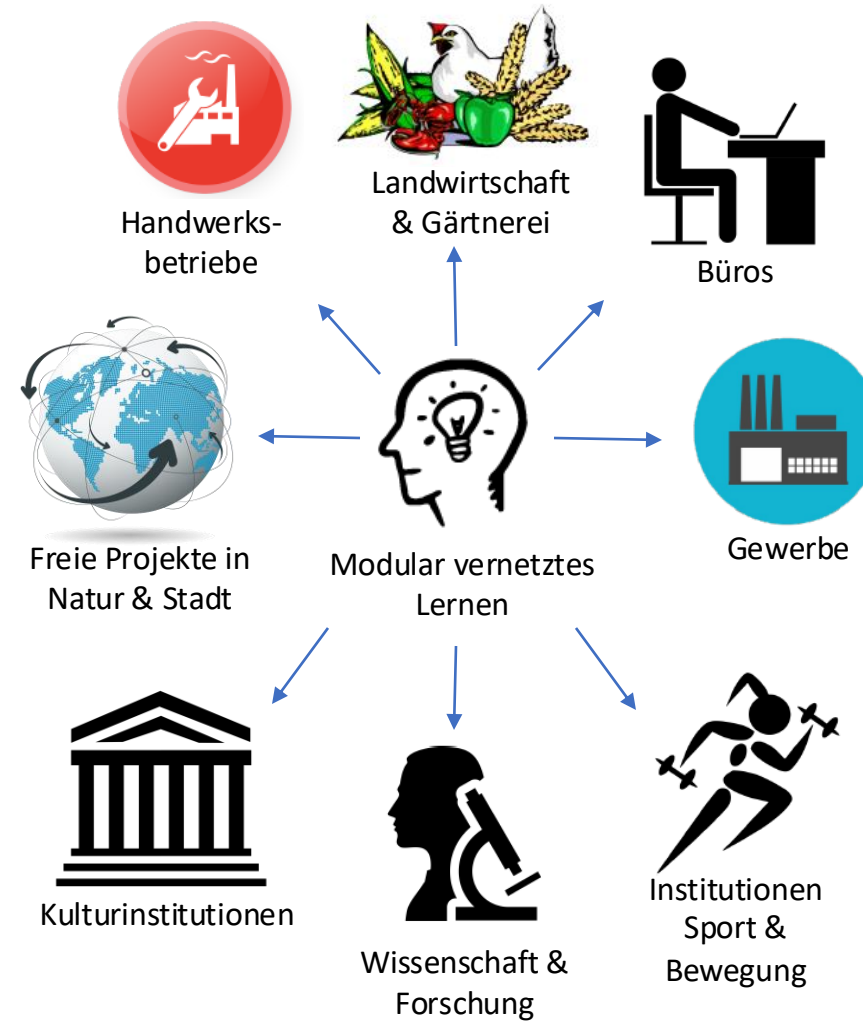 Handwerks-
betriebe
Landwirtschaft
& Gärtnerei
Büros
Freie Projekte in
Natur & Stadt
Modular vernetztes
Lernen
Gewerbe
Kulturinstitutionen
Wissenschaft &
Forschung
Institutionen
Sport &
Bewegung